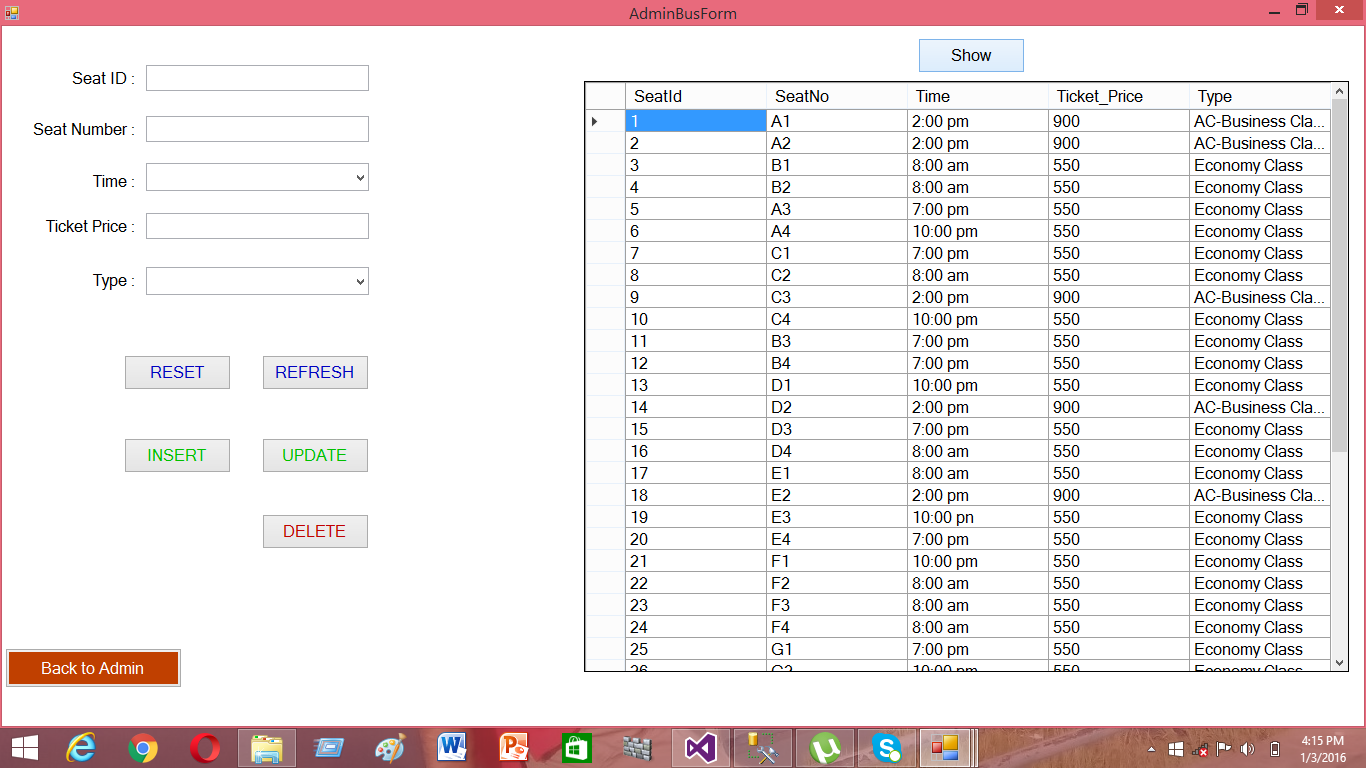 AdminBusForm
Show
Seat ID :
Seat Number :
Time :
Ticket Price :
Type :
RESET REFRESH
INSERT UPDATE
DELETE
Back to Admin
SeatId SeatNo Time Ticket_Price Type
1 A1 2:00 pm 900 AC-Business Cla...
2 A2 2:00 pm 900 AC-Business Cla...
3 B1 8:00 am 550 Economy Class
4 B2 8:00 am 550 Economy Class
5 A3 7:00 pm 550 Economy Class
6 A4 10:00 pm 550 Economy Class
7 C1 7:00 pm 550 Economy Class
8 C2 8:00 am 550 Economy Class
9 C3 2:00 pm 900 AC-Business Cla...
10 C4 10:00 pm 550 Economy Class
11 B3 7:00 pm 550 Economy Class
12 B4 7:00 pm 550 Economy Class
13 D1 10:00 pm 550 Economy Class
14 D2 2:00 pm 900 AC-Business Cla...
15 D3 7:00 pm 550 Economy Class
16 D4 8:00 am 550 Economy Class
17 E1 8:00 am 550 Economy Class
18 E2 2:00 pm 900 AC-Business Cla...
19 E3 10:00 pn 550 Economy Class
20 E4 7:00 pm 550 Economy Class
21 F1 10:00 pm 550 Economy Class
22 F2 8:00 am 550 Economy Class
23 F3 8:00 am 550 Economy Class
24 F4 8:00 am 550 Economy Class
25 G1 7:00 pm 550 Economy Class
26 G2 10:00 pm 550 Economy Class
4:15 PM
1/3/2016